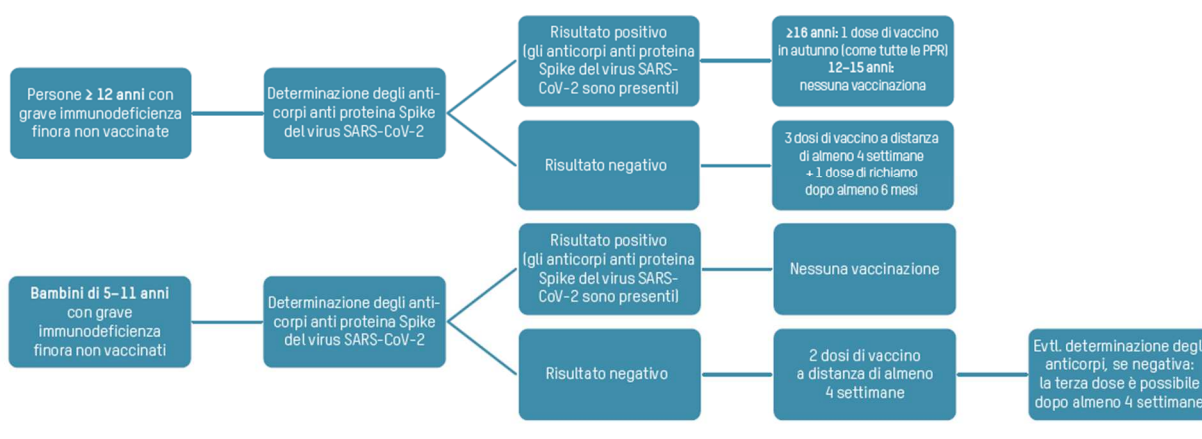 Persone ≥ 12 anni con
grave immunodeficienza
finora non vaccinate
Determinazione degli anti-
corpi anti proteina Spike
del virus SARS-CoV-2
Risultato positivo
(gli anticorpi anti proteina
Spike del virus SARS-
CoV-2 sono presenti)
≥16 anni: 1 dose di vaccino
in autunno (come tutte le PPR)
12–15 anni:
nessuna vaccinaziona
Risultato negativo
3 dosi di vaccino a distanza
di almeno 4 settimane
+ 1 dose di richiamo
dopo almeno 6 mesi
Bambini di 5–11 anni
con grave
immunodeficienza
finora non vaccinati
Determinazione degli anti-
corpi anti proteina Spike
del virus SARS-CoV-2
Risultato positivo
(gli anticorpi anti proteina
Spike del virus SARS-
CoV-2 sono presenti)
Nessuna vaccinazione
Risultato negativo
2 dosi di vaccino
a distanza di almeno
4 settimane
Evtl. determinazione degli
anticorpi, se negativa:
la terza dose è possibile
dopo almeno 4 settimane